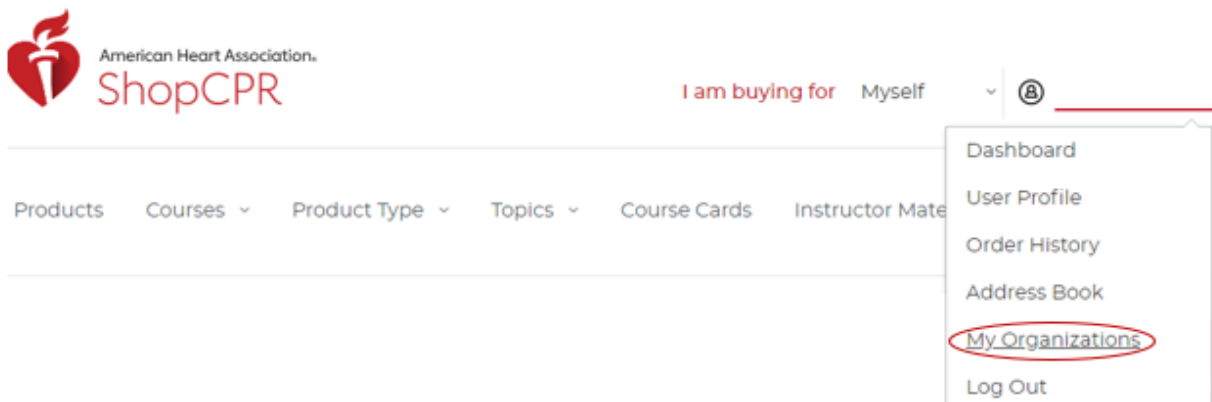 American Heart Association.
ShopCPR
I am buying for Myself
Products Courses Product Type Topics Course Cards Instructor Mate
Dashboard
User Profile
Order History
Address Book
My Organizations
Log Out